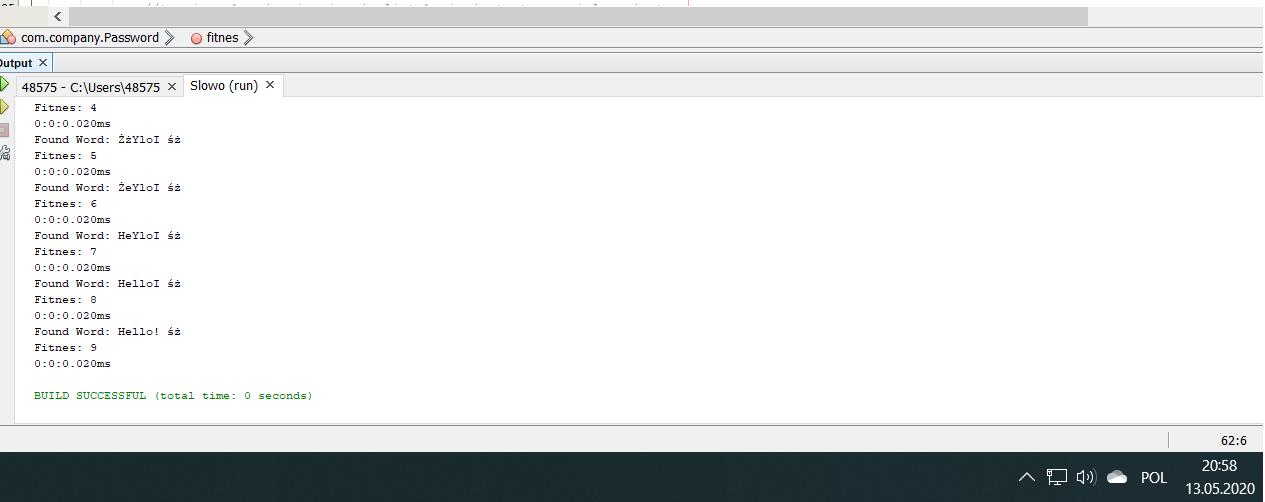 com.company.Password fitnes
Output
48575 - C:\Users\48575 Slowo (run)
Fitnes: 4
0:0:0.020ms
Found Word: ŻżYloI śż
Fitnes: 5
0:0:0.020ms
Found Word: ŻeYloI śż
Fitnes: 6
0:0:0.020ms
Found Word: HeYloI śż
Fitnes: 7
0:0:0.020ms
Found Word: HelloI śż
Fitnes: 8
0:0:0.020ms
Found Word: Hello! śż
Fitnes: 9
0:0:0.020ms
BUILD SUCCESSFUL (total time: 0 seconds)
62:6
POL
20:58
13.05.2020